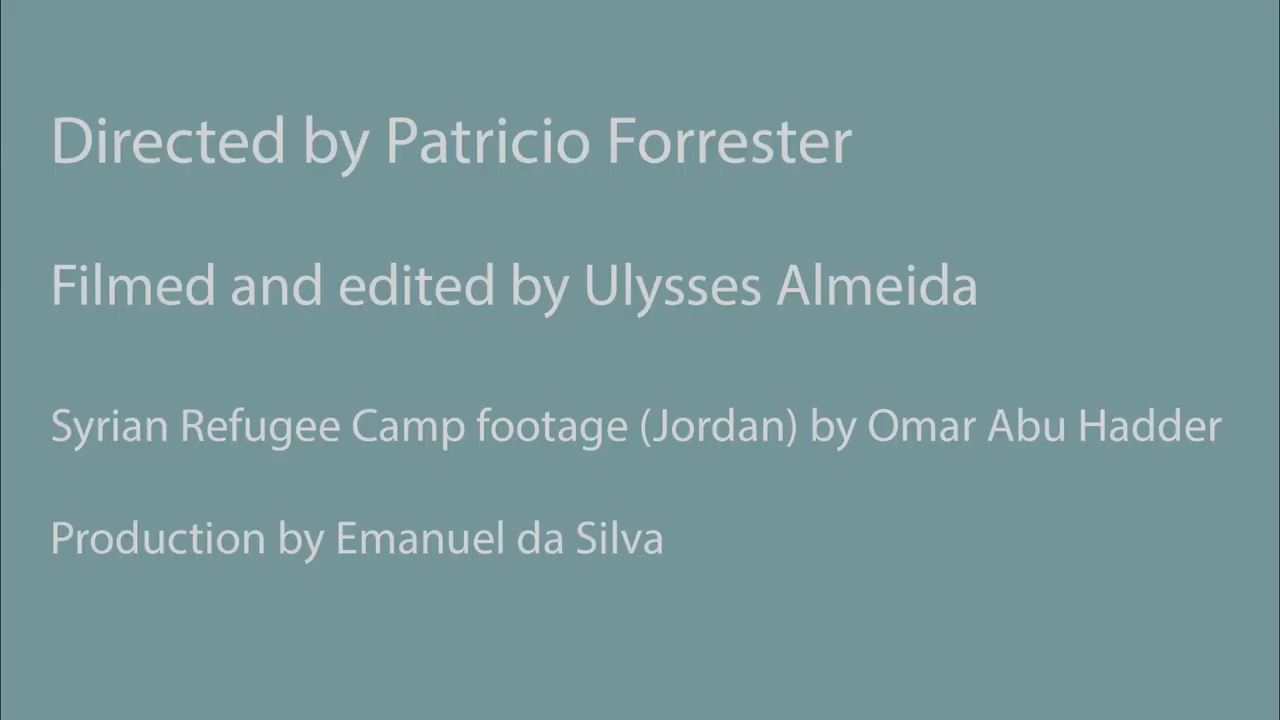 Directed by Patricio Forrester
Filmed and edited by Ulysses Almeida
Syrian Refugee Camp footage (Jordan) by Omar Abu Hadder
Production by Emanuel da Silva